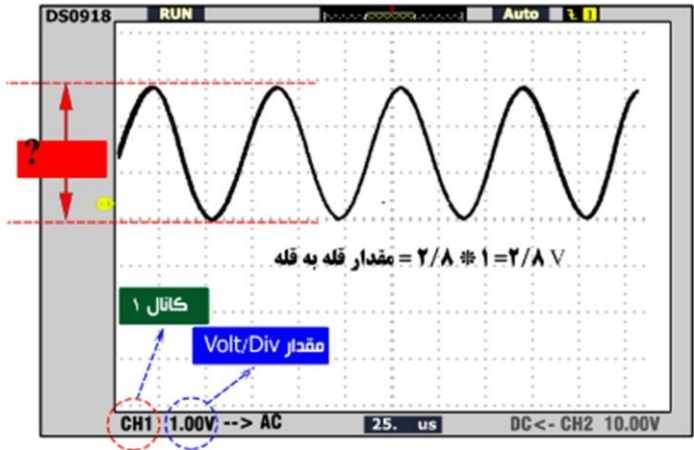 DS0918 RUN Auto 1
?
مقدار قله به قله = ۲/۸ * ۱ = ۲/۸ V
کانال ۱
مقدار Volt/Div
CH1 1.00V --> AC 25. us DC<- CH2 10.00V